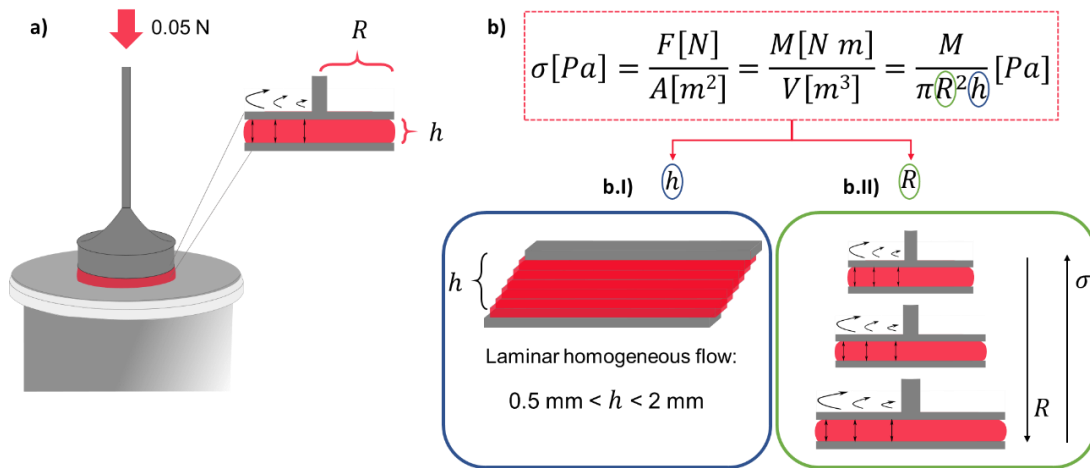 a)
0.05 N
R
h
b)
σ[Pa] = F[N]/A[m²] = M[N m]/V[m³] = M/πR²h [Pa]
b.I) h
b.II) R
h
Laminar homogeneous flow:
0.5 mm < h < 2 mm
σ
R